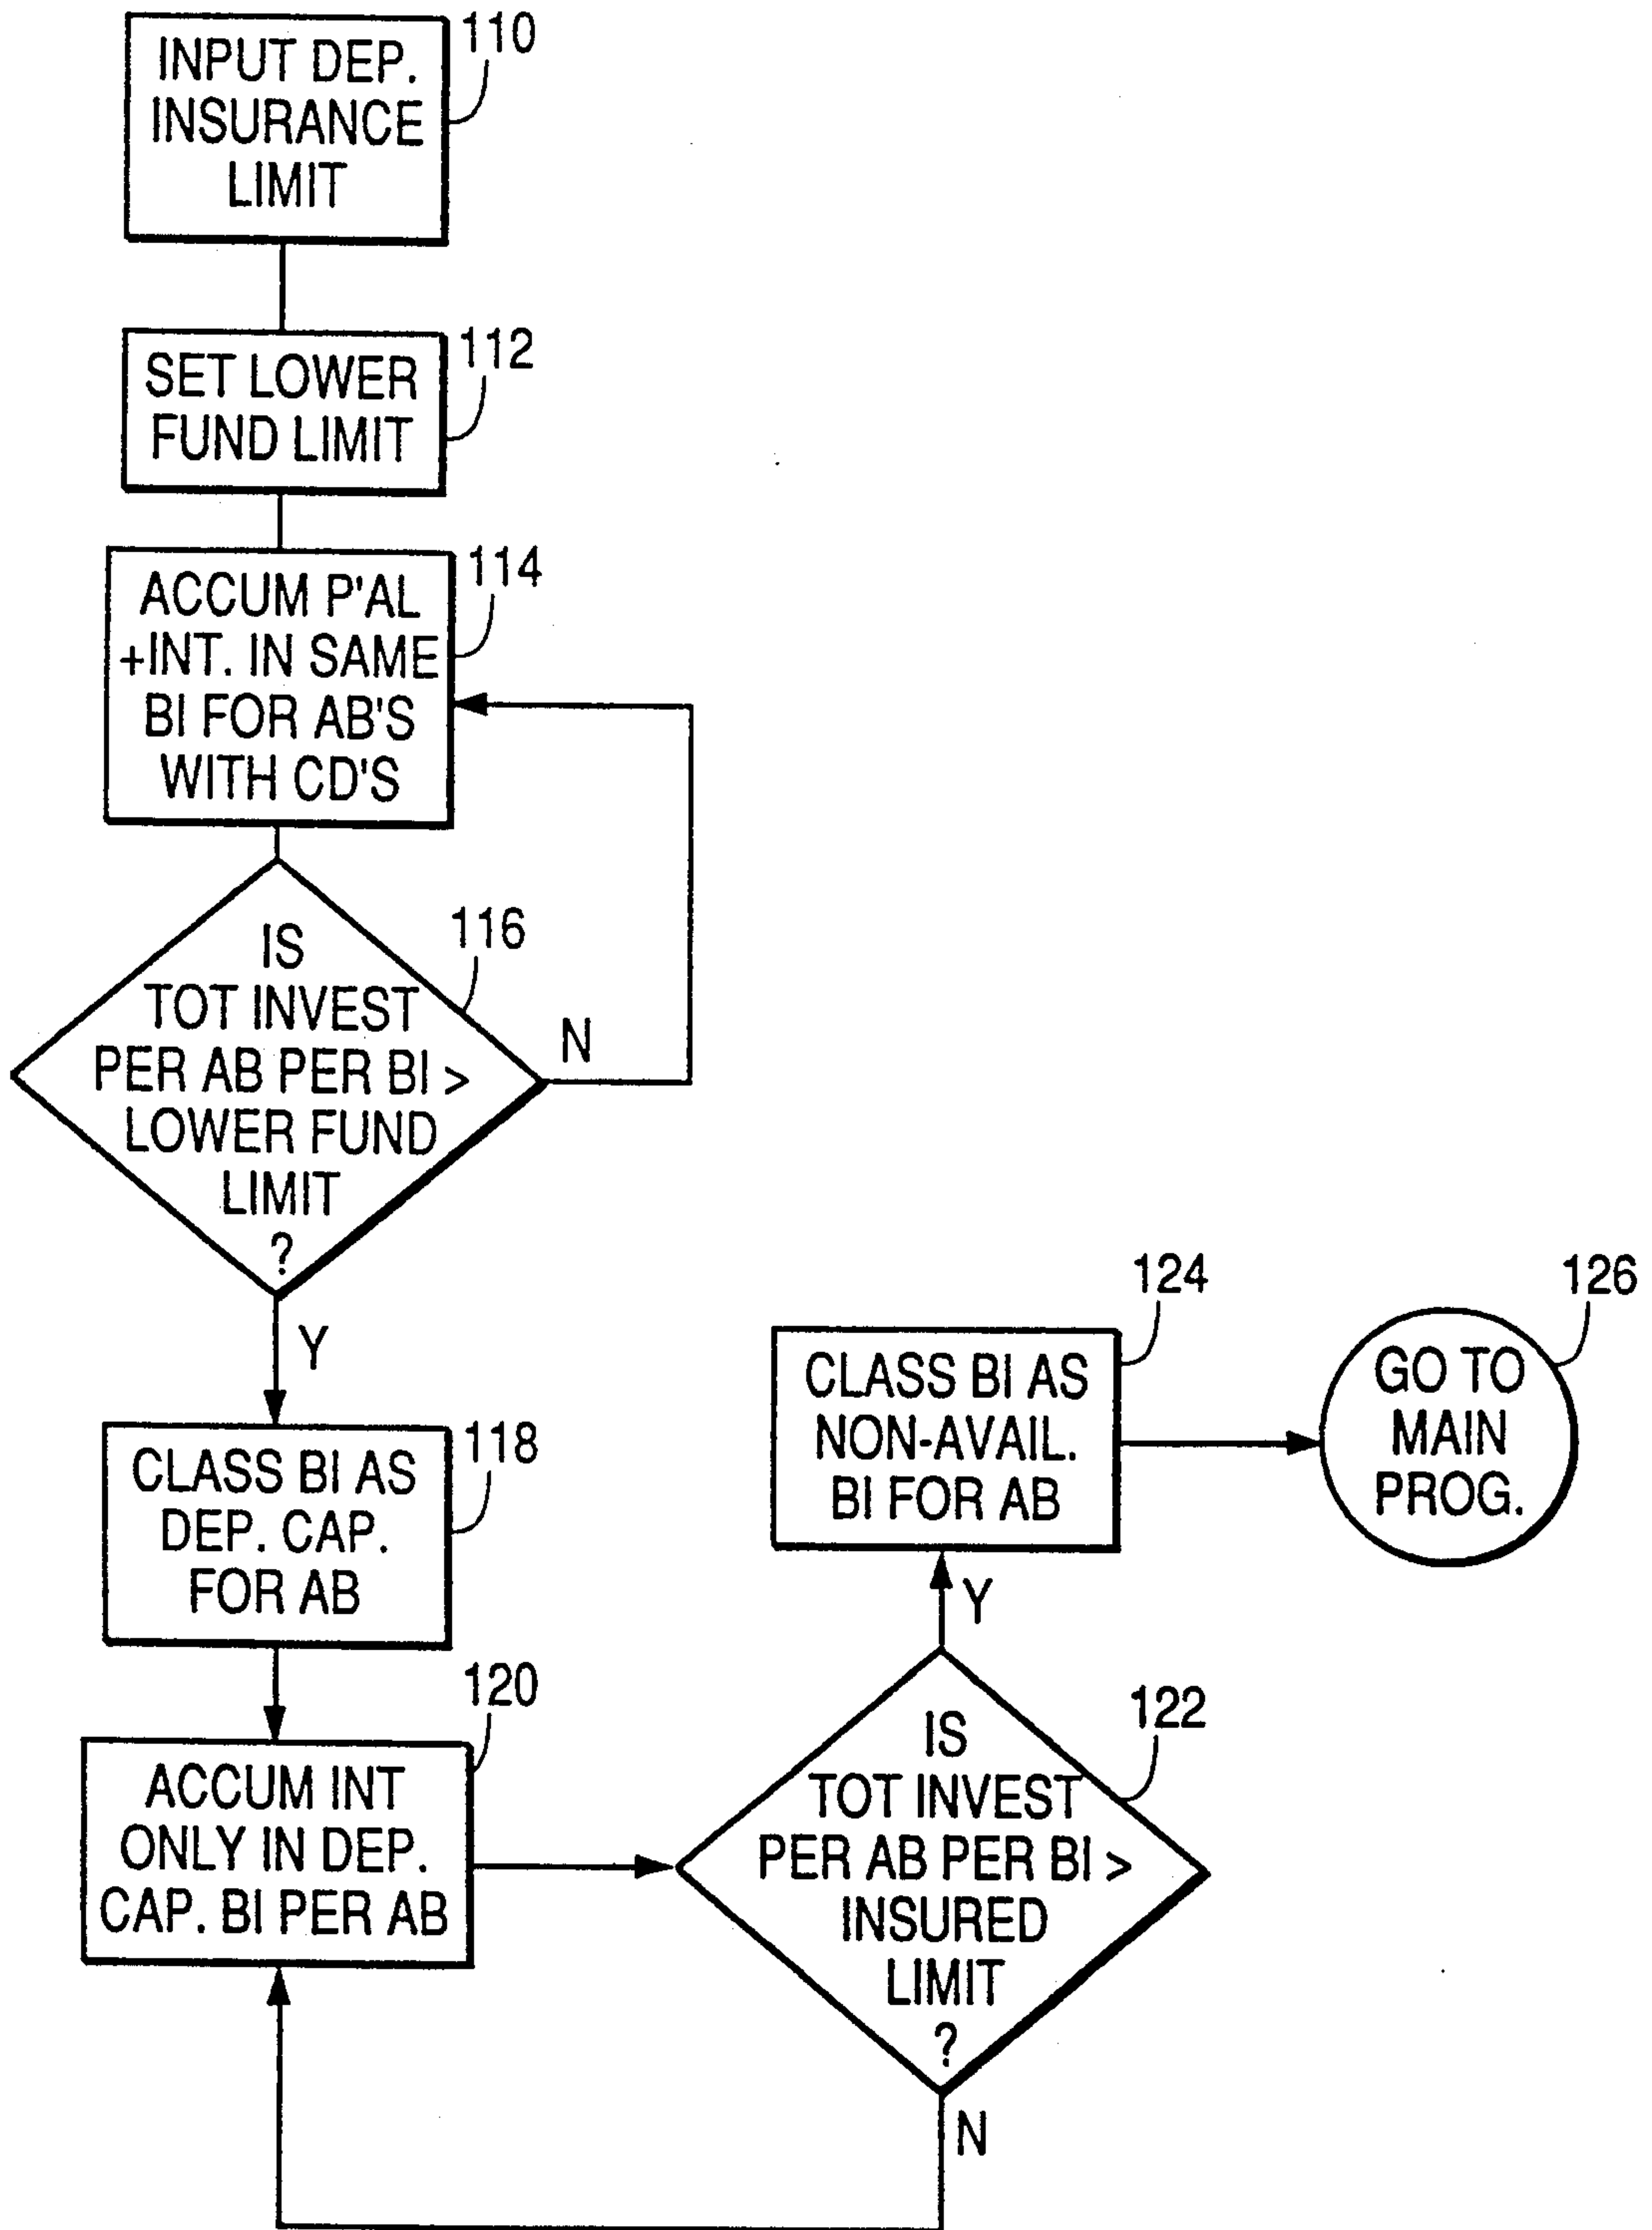 INPUT DEP.
INSURANCE
LIMIT
110
SET LOWER
FUND LIMIT
112
ACCUM P'AL
+INT. IN SAME
BI FOR AB'S
WITH CD'S
114
IS
TOT INVEST
PER AB PER BI >
LOWER FUND
LIMIT
?
116
N
Y
CLASS BI AS
DEP. CAP.
FOR AB
118
ACCUM INT
ONLY IN DEP.
CAP. BI PER AB
120
IS
TOT INVEST
PER AB PER BI >
INSURED
LIMIT
?
122
N
Y
CLASS BI AS
NON-AVAIL.
BI FOR AB
124
GO TO
MAIN
PROG.
126